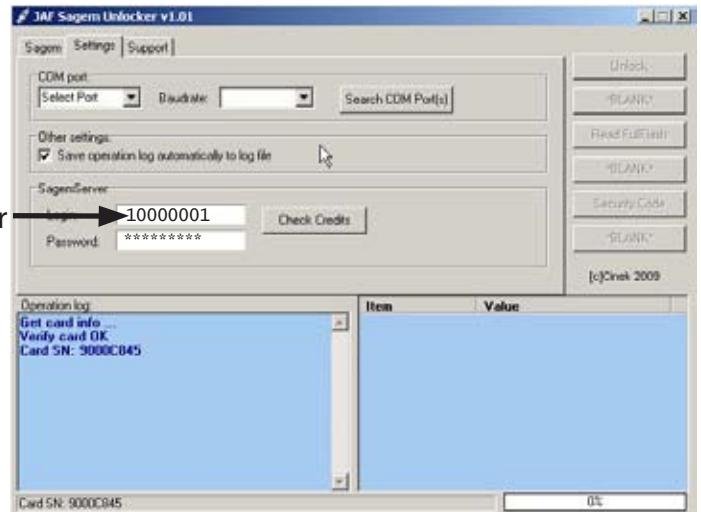 JAF Sagem Unlocker v1.01
Sagem Settings Support
COM port
Select Port Baudrate: Search COM Port(s)
Other settings:
Save operation log automatically to log file
SagemServer
r
Login: 10000001
Password: *********
Check Credits
Unlock
*BLANK*
Read FullFlash
*BLANK*
Security Code
*BLANK*
[c]Cinek 2009
Operation log:
Get card info ...
Verify card OK
Card SN: 9000C845
Item Value
Card SN: 9000C845
0%